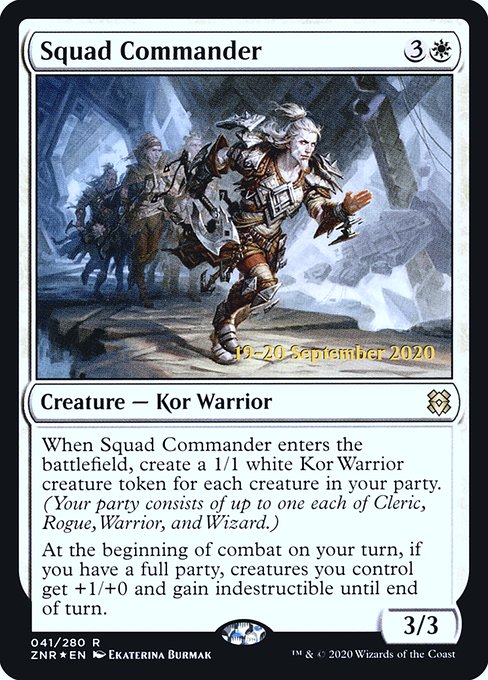 Squad Commander 3
19–20 September 2020
Creature — Kor Warrior
When Squad Commander enters the
battlefield, create a 1/1 white Kor Warrior
creature token for each creature in your party.
(Your party consists of up to one each of Cleric,
Rogue, Warrior, and Wizard.)
At the beginning of combat on your turn, if
you have a full party, creatures you control
get +1/+0 and gain indestructible until end
of turn.
3/3
041/280 R
ZNR★EN Ekaterina Burmak ™ & © 2020 Wizards of the Coast